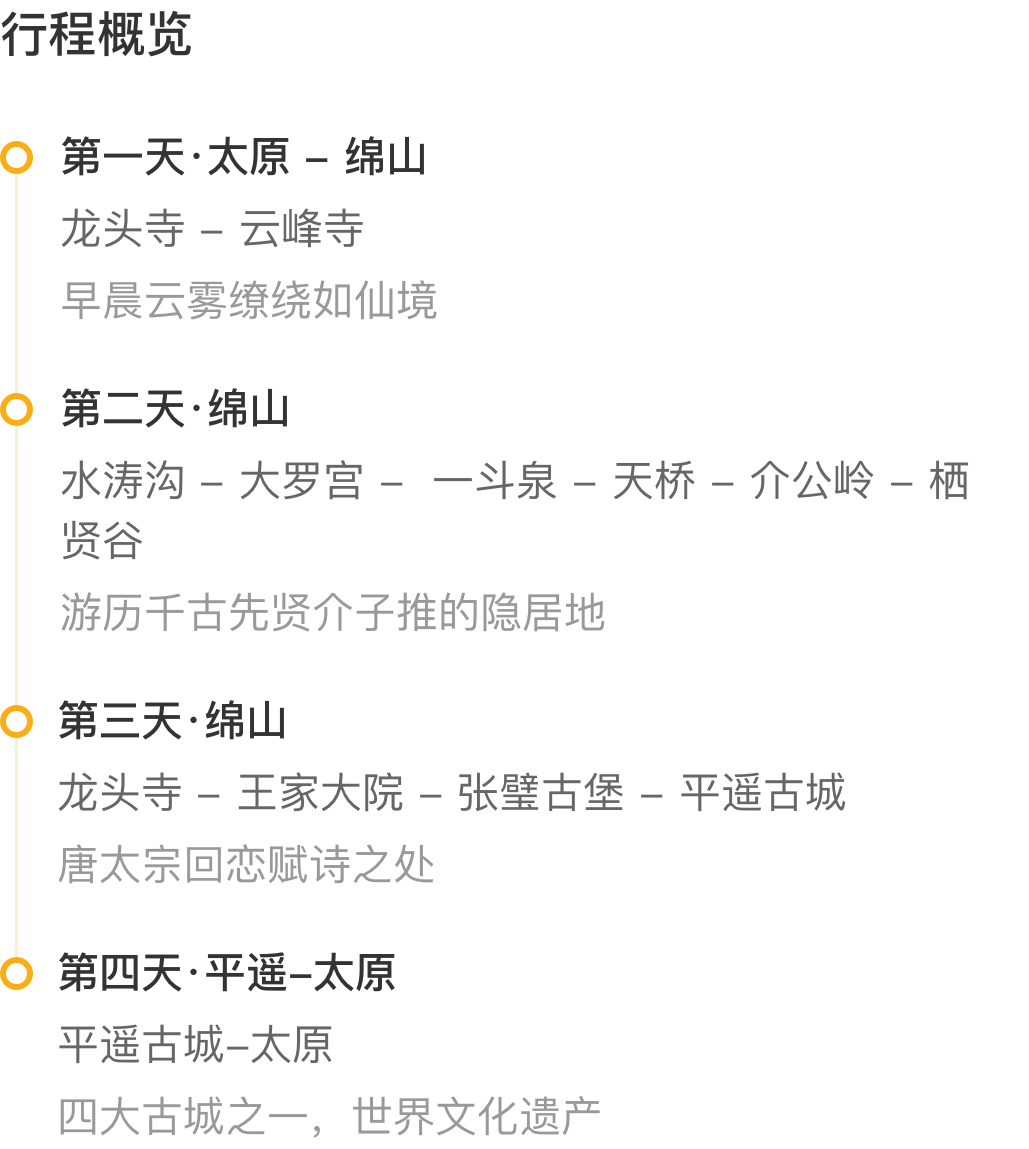 行程概览
第一天·太原 – 绵山
龙头寺 – 云峰寺
早晨云雾缭绕如仙境
第二天·绵山
水涛沟 – 大罗宫 – 一斗泉 – 天桥 – 介公岭 – 栖
贤谷
游历千古先贤介子推的隐居地
第三天·绵山
龙头寺 – 王家大院 – 张璧古堡 – 平遥古城
唐太宗回恋赋诗之处
第四天·平遥–太原
平遥古城–太原
四大古城之一，世界文化遗产